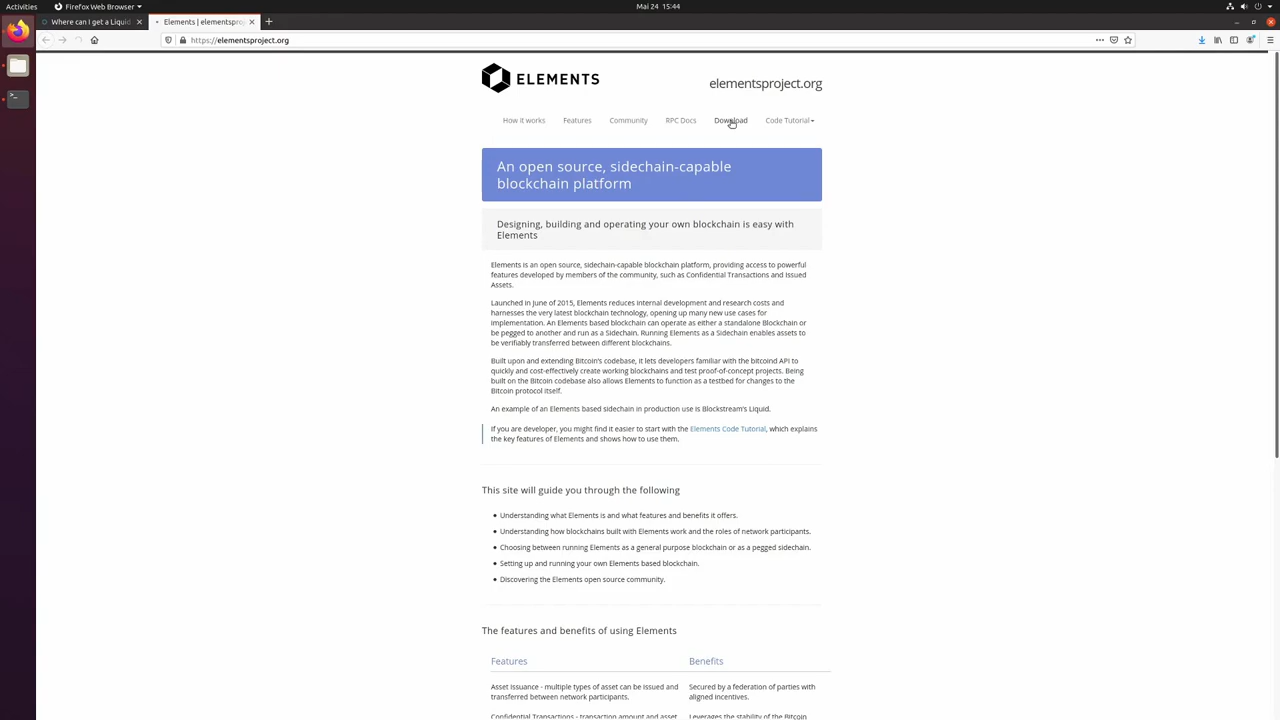 Activities
Firefox Web Browser
Mai 24 15:44
Where can I get a Liquid
Elements | elementsproj
https://elementsproject.org
ELEMENTS
elementsproject.org
How it works
Features
Community
RPC Docs
Download
Code Tutorial
An open source, sidechain-capable
blockchain platform
Designing, building and operating your own blockchain is easy with
Elements
Elements is an open source, sidechain-capable blockchain platform, providing access to powerful
features developed by members of the community, such as Confidential Transactions and Issued
Assets.
Launched in June of 2015, Elements reduces internal development and research costs and
harnesses the very latest blockchain technology, opening up many new use cases for
implementation. An Elements based blockchain can operate as either a standalone Blockchain or
be pegged to another and run as a Sidechain. Running Elements as a Sidechain enables assets to
be verifiably transferred between different blockchains.
Built upon and extending Bitcoin's codebase, it lets developers familiar with the bitcoind API to
quickly and cost-effectively create working blockchains and test proof-of-concept projects. Being
built on the Bitcoin codebase also allows Elements to function as a testbed for changes to the
Bitcoin protocol itself.
An example of an Elements based sidechain in production use is Blockstream's Liquid.
If you are developer, you might find it easier to start with the Elements Code Tutorial, which explains
the key features of Elements and shows how to use them.
This site will guide you through the following
Understanding what Elements is and what features and benefits it offers.
Understanding how blockchains built with Elements work and the roles of network participants.
Choosing between running Elements as a general purpose blockchain or as a pegged sidechain.
Setting up and running your own Elements based blockchain.
Discovering the Elements open source community.
The features and benefits of using Elements
Features
Benefits
Asset Issuance - multiple types of asset can be issued and
transferred between network participants.
Secured by a federation of parties with
aligned incentives.
Confidential Transactions - transaction amount and asset
Leverages the stability of the Bitcoin